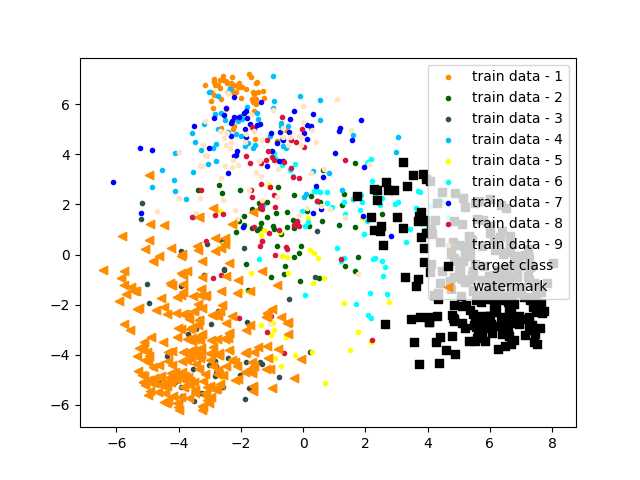 train data - 1
train data - 2
train data - 3
train data - 4
train data - 5
train data - 6
train data - 7
train data - 8
train data - 9
target class
watermark
6
4
2
0
−2
−4
−6
−6 −4 −2 0 2 4 6 8